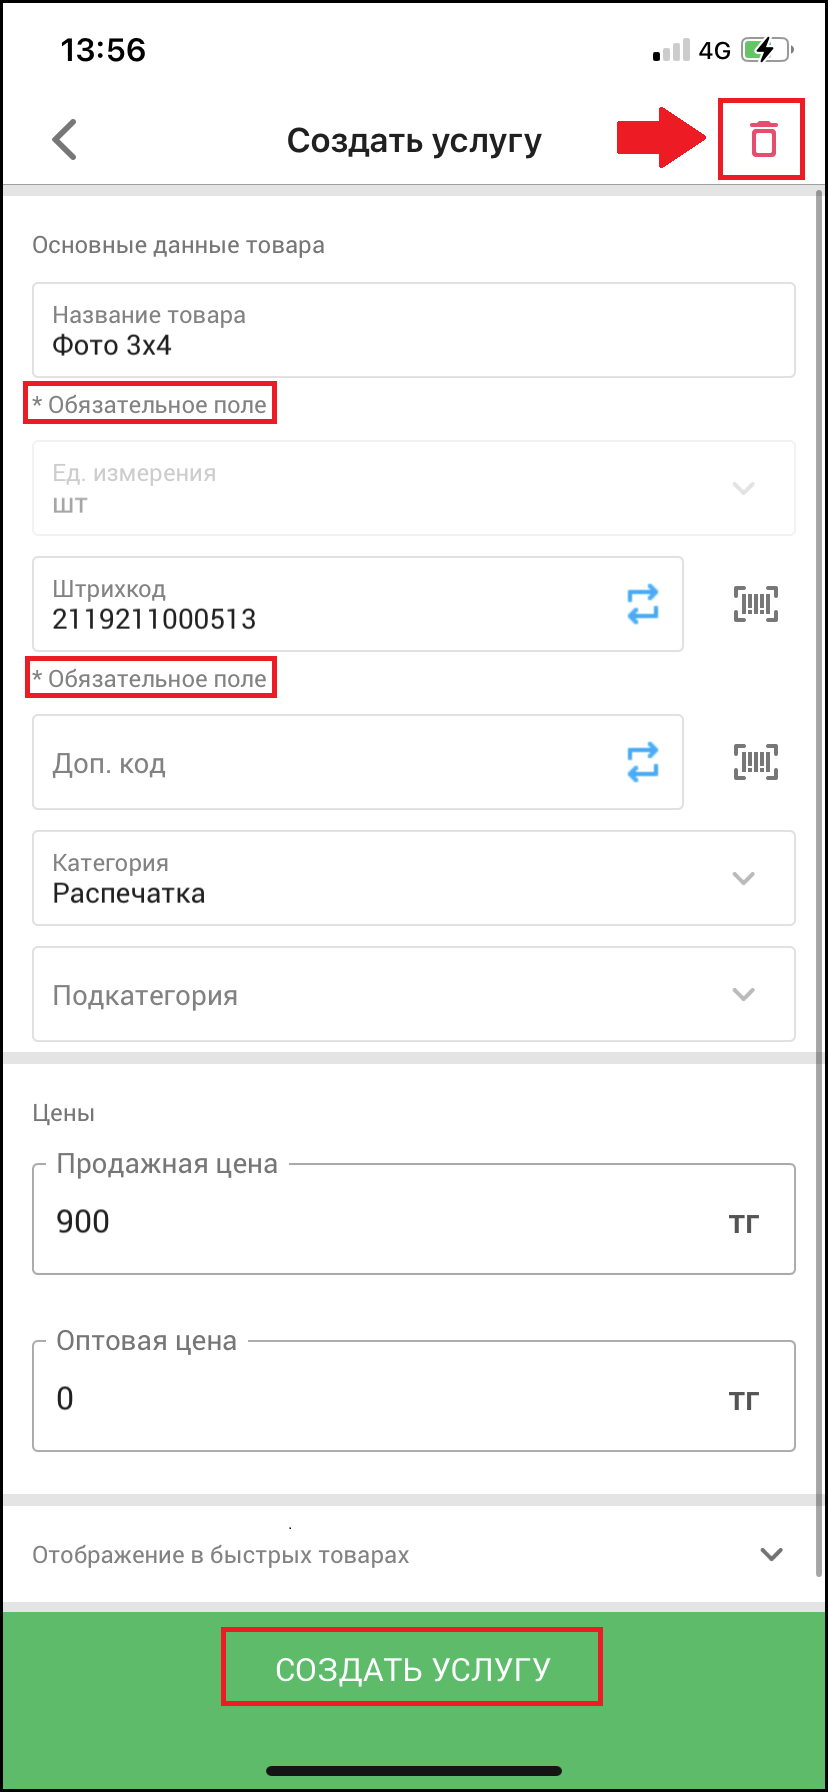 13:56
4G
Создать услугу
Основные данные товара
Название товара
Фото 3x4
* Обязательное поле
Ед. измерения
шт
Штрихкод
2119211000513
* Обязательное поле
Доп. код
Категория
Распечатка
Подкатегория
Цены
Продажная цена
900 тг
Оптовая цена
0 тг
Отображение в быстрых товарах
СОЗДАТЬ УСЛУГУ